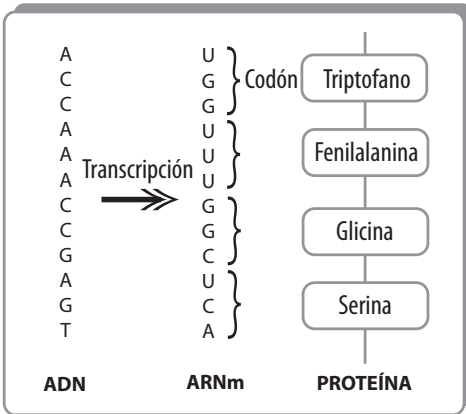 A U
C G Codón Triptofano
C G
A U
A U Fenilalanina
A Transcripción U
C G
C G Glicina
G C
A U
G C Serina
T A
ADN ARNm PROTEÍNA